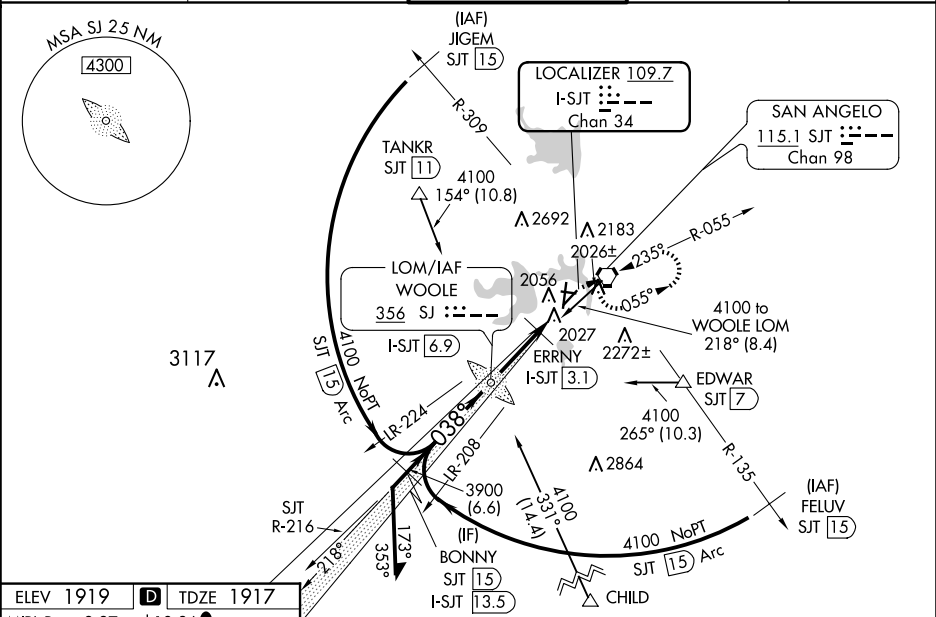 MSA SJ 25 NM
4300
(IAF)
JIGEM
SJT 15
R-309
LOCALIZER 109.7
I-SJT
Chan 34
SAN ANGELO
115.1 SJT
Chan 98
TANKR
SJT 11
4100
154° (10.8)
2692
2183
2026±
235°
R-055
055°
LOM/IAF
WOOLE
356 SJ
I-SJT 6.9
2056
2027
4100 to
WOOLE LOM
218° (8.4)
2272±
ERRNY
I-SJT 3.1
3117
4100 NoPT
SJT 15 Arc
EDWAR
SJT 7
4100
265° (10.3)
R-135
LR-224
038°
LR-208
2864
3900
(6.6)
4100
331°
(14.4)
(IAF)
FELUV
SJT 15
SJT
R-216
218°
173°
353°
(IF)
BONNY
SJT 15
I-SJT 13.5
4100 NoPT
SJT 15 Arc
CHILD
ELEV 1919 D TDZE 1917